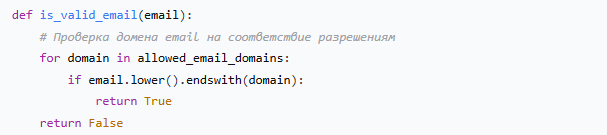 def is_valid_email(email):
# Проверка домена email на соответствие разрешениям
for domain in allowed_email_domains:
if email.lower().endswith(domain):
return True
return False